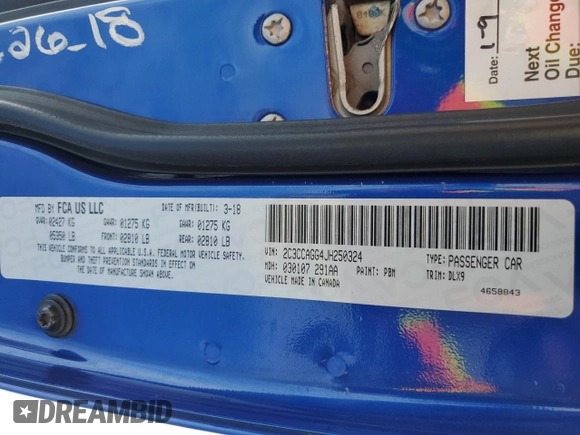 26-18
Date: 1-9
Next
Oil Change
Due:
MFD BY FCA US LLC
DATE OF MFR(BUILT): 3-18
GVWR: 02427 KG GAWR: 01275 KG GAWR: 01275 KG
05350 LB FRONT: 02810 LB REAR: 02810 LB
THIS VEHICLE CONFORMS TO ALL APPLICABLE U.S.A. FEDERAL MOTOR VEHICLE SAFETY,
BUMPER AND THEFT PREVENTION STANDARDS IN EFFECT ON
THE DATE OF MANUFACTURE SHOWN ABOVE.
VIN: 2C3CCAGG4JH250324 TYPE: PASSENGER CAR
MDH: 030107 291AA PAINT: PBM TRIM: DLX9
VEHICLE MADE IN CANADA
4658843
DREAMBID